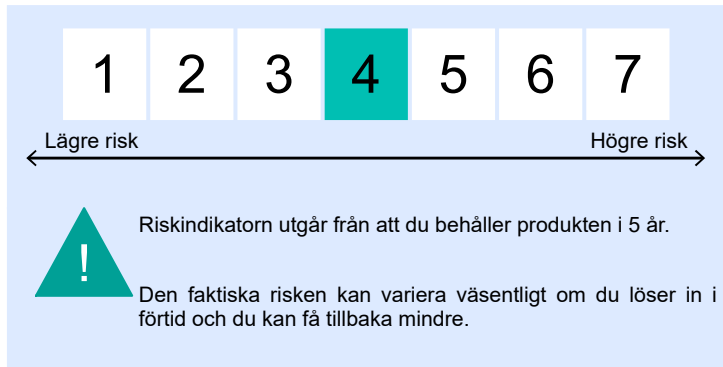 1 2 3 4 5 6 7
Lägre risk Högre risk
!
Riskindikatorn utgår från att du behåller produkten i 5 år.
Den faktiska risken kan variera väsentligt om du löser in i
förtid och du kan få tillbaka mindre.